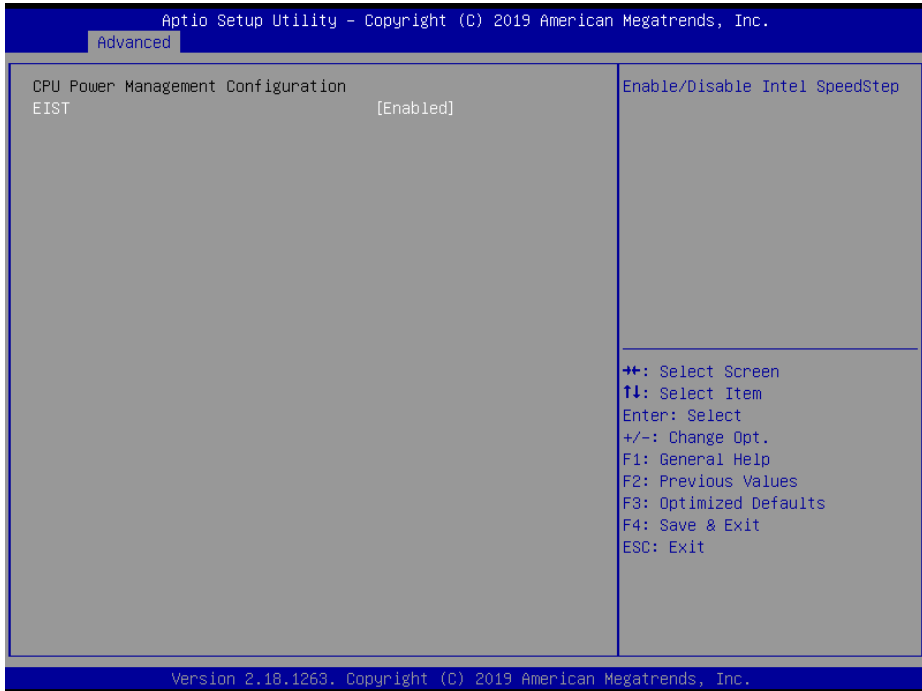 Aptio Setup Utility – Copyright (C) 2019 American Megatrends, Inc.
Advanced
CPU Power Management Configuration
EIST [Enabled]
Enable/Disable Intel SpeedStep
→←: Select Screen
↑↓: Select Item
Enter: Select
+/-: Change Opt.
F1: General Help
F2: Previous Values
F3: Optimized Defaults
F4: Save & Exit
ESC: Exit
Version 2.18.1263. Copyright (C) 2019 American Megatrends, Inc.